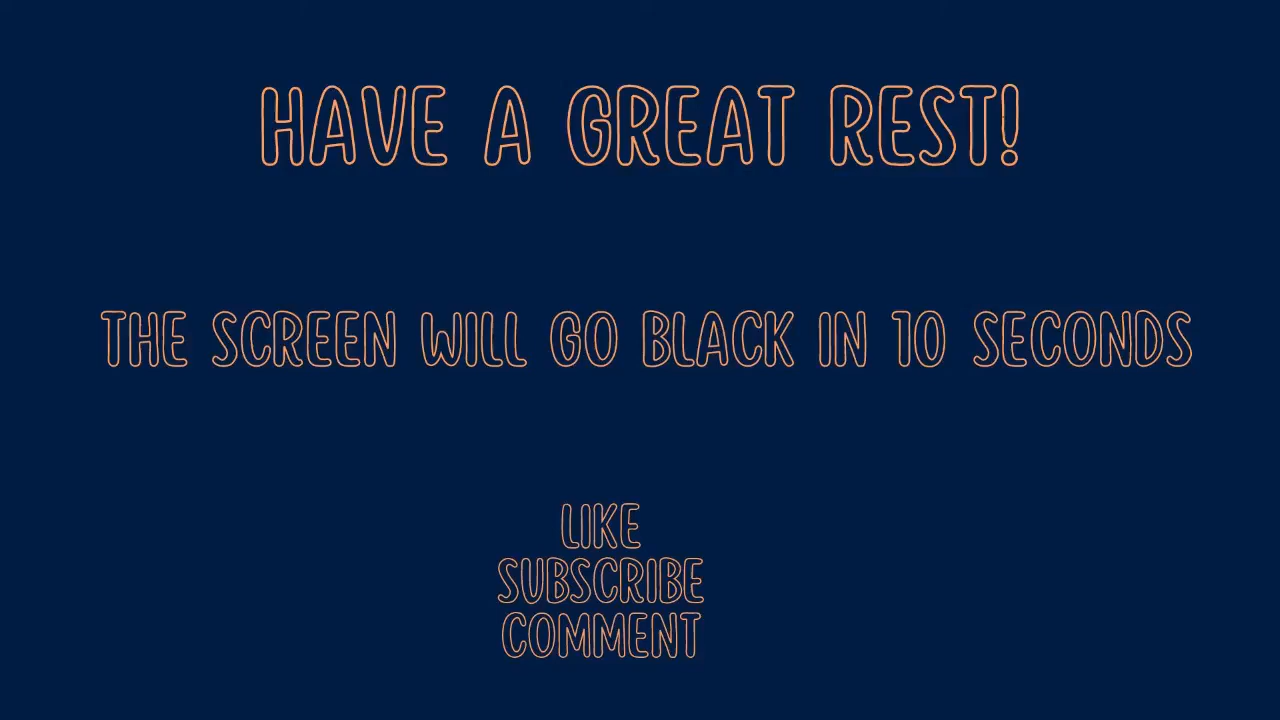 HAVE A GREAT REST!
THE SCREEN WILL GO BLACK IN 10 SECONDS
LIKE
SUBSCRIBE
COMMENT